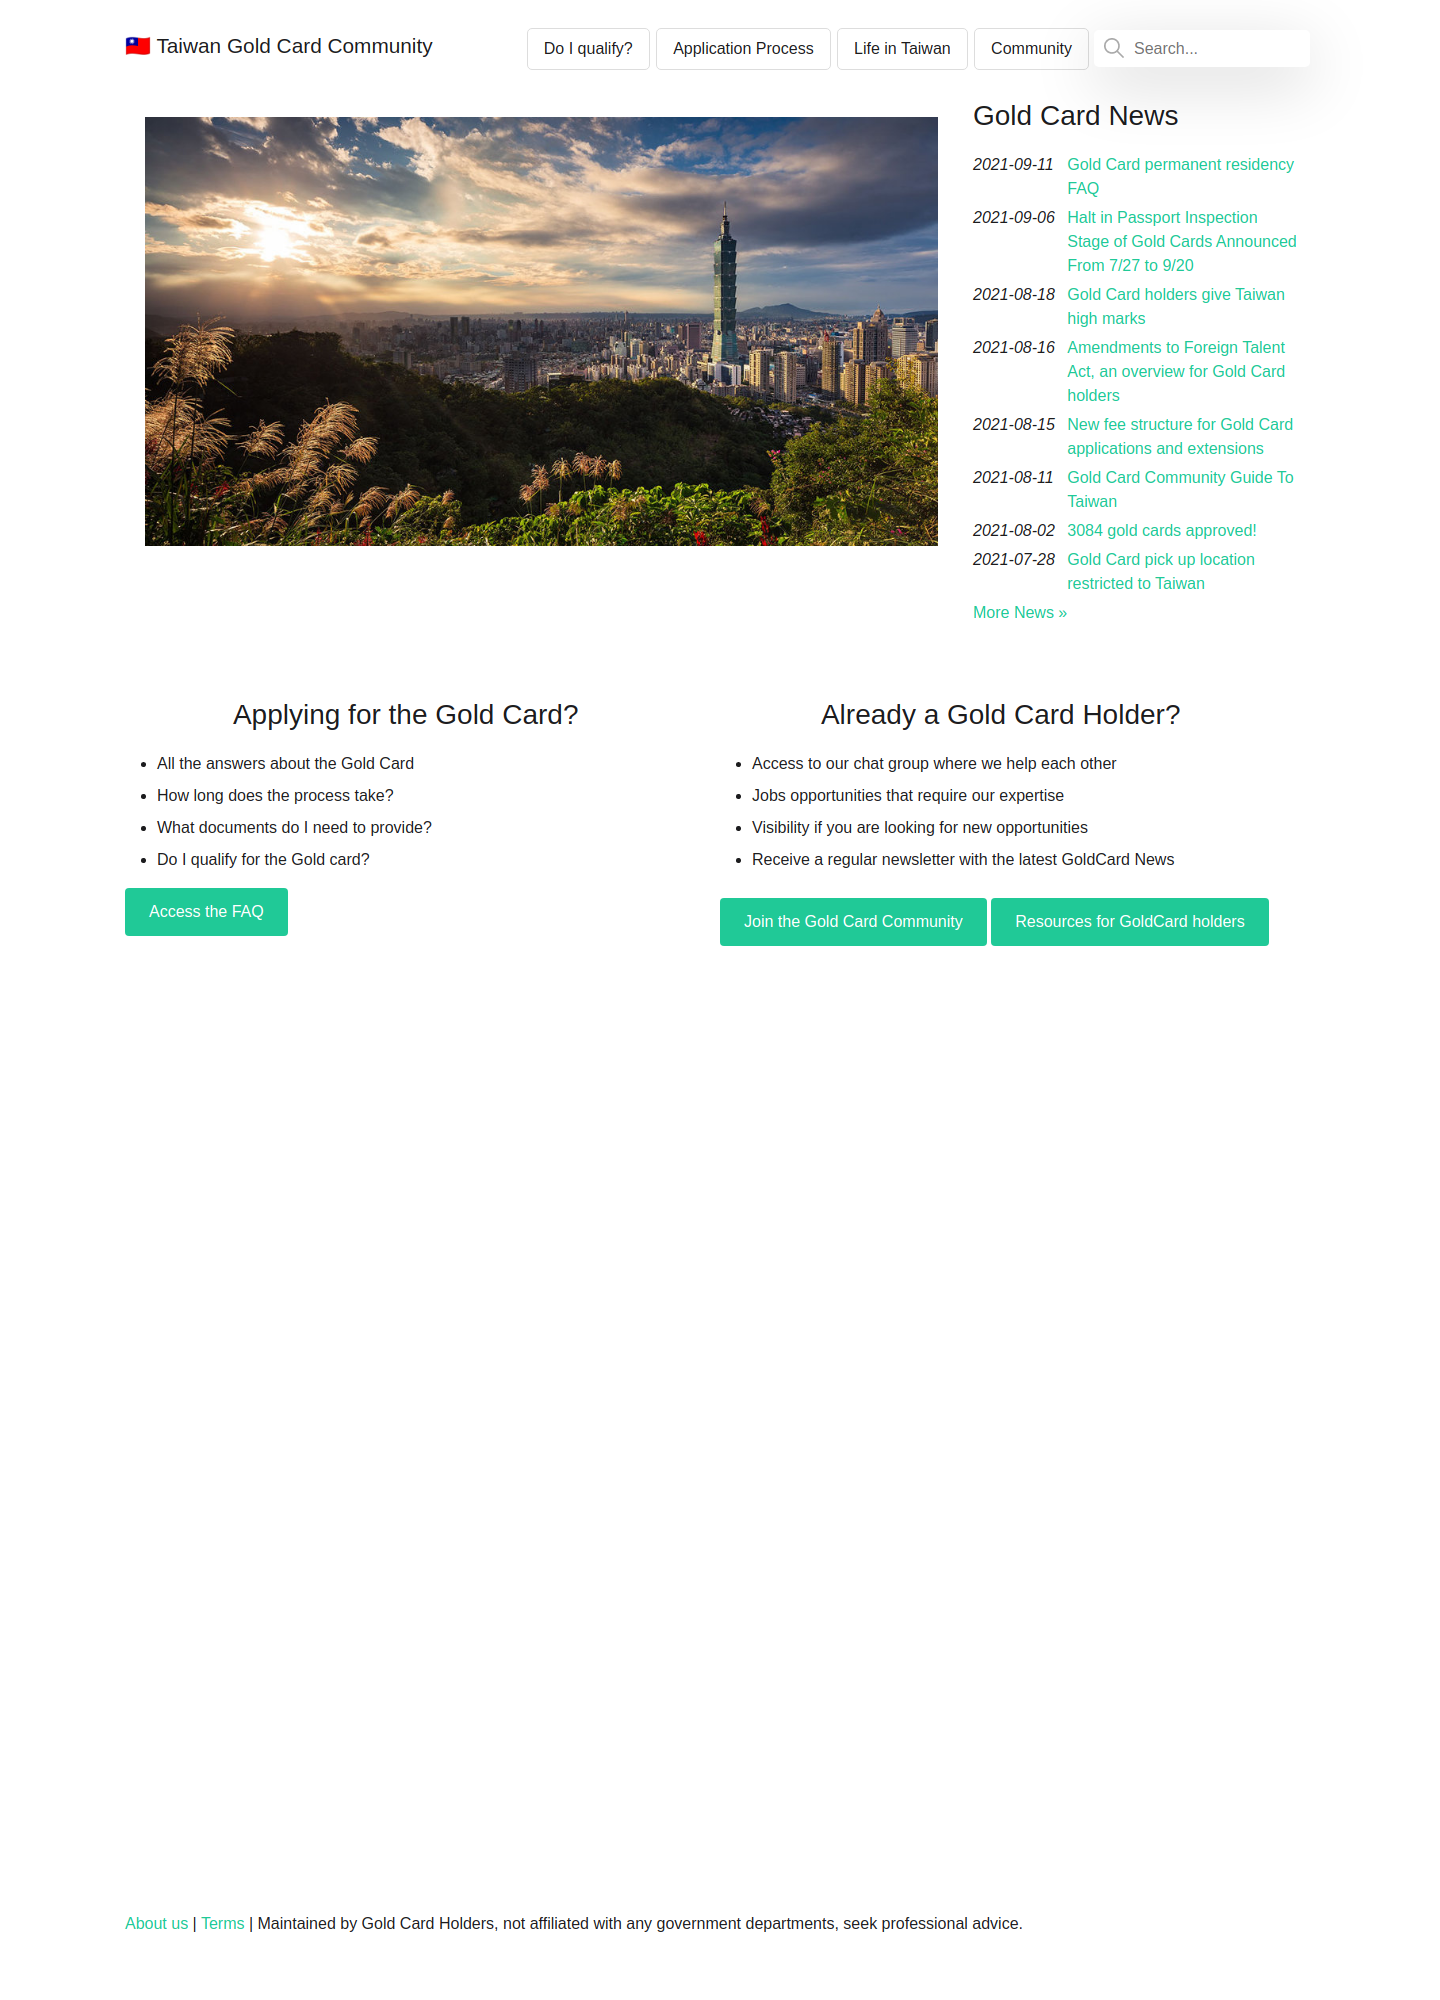 🇹🇼 Taiwan Gold Card Community
Do I qualify?
Application Process
Life in Taiwan
Community
Search...
Gold Card News
2021-09-11 Gold Card permanent residency
FAQ
2021-09-06 Halt in Passport Inspection
Stage of Gold Cards Announced
From 7/27 to 9/20
2021-08-18 Gold Card holders give Taiwan
high marks
2021-08-16 Amendments to Foreign Talent
Act, an overview for Gold Card
holders
2021-08-15 New fee structure for Gold Card
applications and extensions
2021-08-11 Gold Card Community Guide To
Taiwan
2021-08-02 3084 gold cards approved!
2021-07-28 Gold Card pick up location
restricted to Taiwan
More News »
Applying for the Gold Card?
• All the answers about the Gold Card
• How long does the process take?
• What documents do I need to provide?
• Do I qualify for the Gold card?
Access the FAQ
Already a Gold Card Holder?
• Access to our chat group where we help each other
• Jobs opportunities that require our expertise
• Visibility if you are looking for new opportunities
• Receive a regular newsletter with the latest GoldCard News
Join the Gold Card Community
Resources for GoldCard holders
About us | Terms | Maintained by Gold Card Holders, not affiliated with any government departments, seek professional advice.